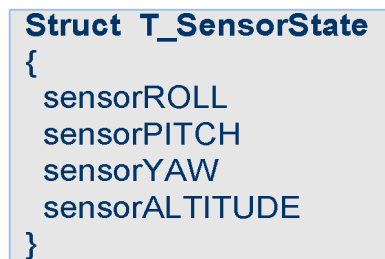 Struct T_SensorState
{
sensorROLL
sensorPITCH
sensorYAW
sensorALTITUDE
}